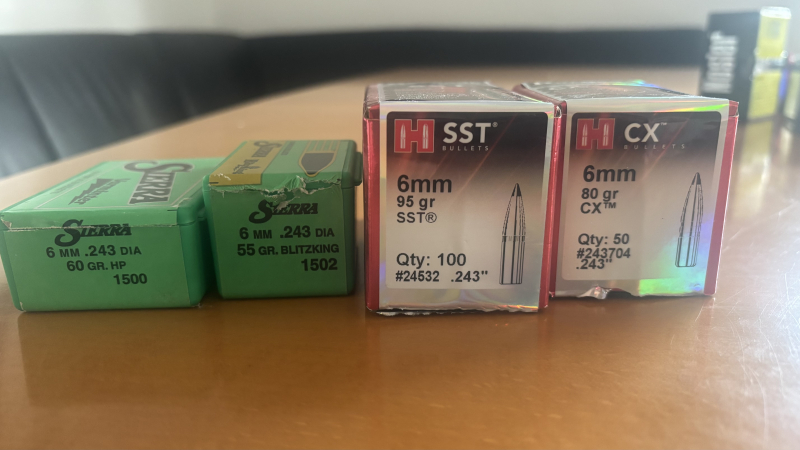 SIERRA
SIERRA
6 MM .243 DIA
60 GR. HP
1500
SIERRA
6 MM .243 DIA
55 GR. BLITZKING
1502
H SST®
BULLETS
6mm
95 gr
SST®
Qty: 100
#24532 .243"
H CX™
BULLETS
6mm
80 gr
CX™
Qty: 50
#243704
.243"
Nosler